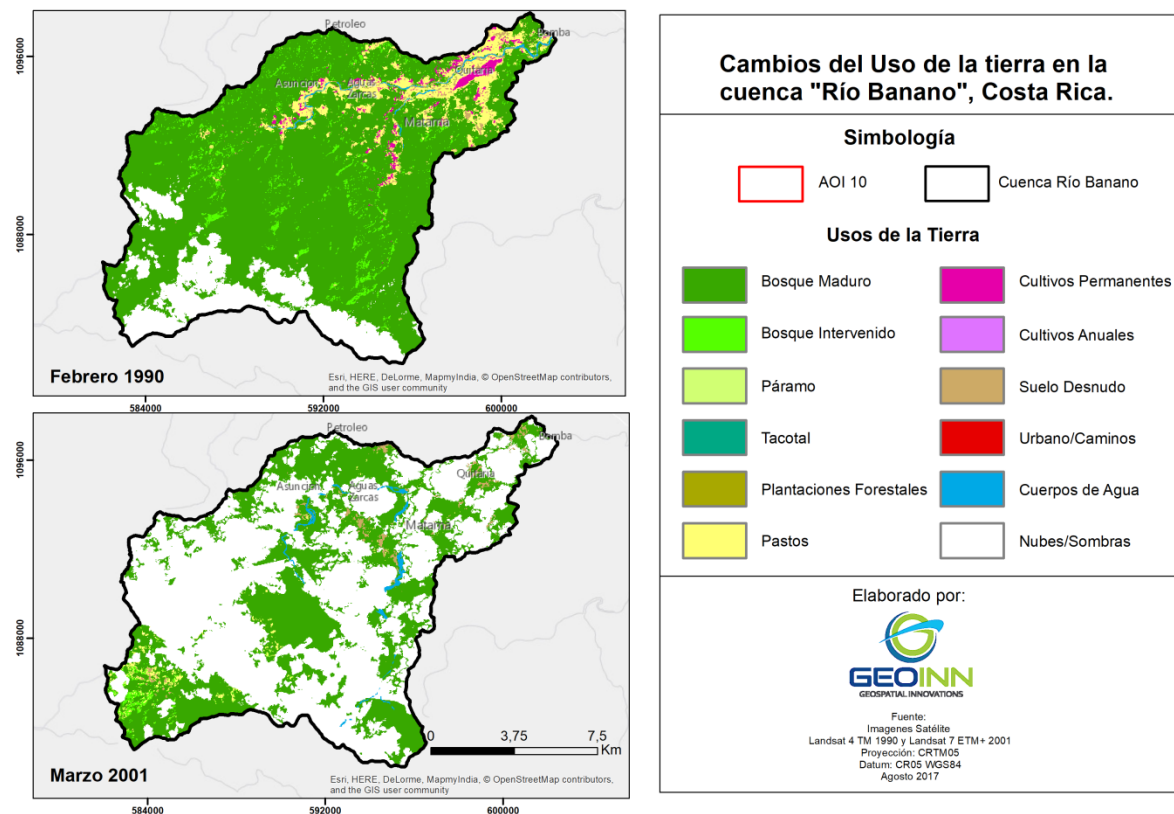 Petroleo
Bomba
Quitaria
Asunción
Aguas
Zarcas
Matama
1096000
1088000
Febrero 1990
Esri, HERE, DeLorme, MapmyIndia, © OpenStreetMap contributors,
and the GIS user community
584000
592000
600000
Petroleo
Bomba
Quitaria
Asunción
Aguas
Zarcas
Matama
1096000
1088000
0
3,75
7,5
Km
Marzo 2001
Esri, HERE, DeLorme, MapmyIndia, © OpenStreetMap contributors,
and the GIS user community
584000
592000
600000
Cambios del Uso de la tierra en la
cuenca "Río Banano", Costa Rica.
Simbología
AOI 10
Cuenca Río Banano
Usos de la Tierra
Bosque Maduro
Cultivos Permanentes
Bosque Intervenido
Cultivos Anuales
Páramo
Suelo Desnudo
Tacotal
Urbano/Caminos
Plantaciones Forestales
Cuerpos de Agua
Pastos
Nubes/Sombras
Elaborado por:
GEOINN
GEOSPATIAL INNOVATIONS
Fuente:
Imagenes Satélite
Landsat 4 TM 1990 y Landsat 7 ETM+ 2001
Proyección: CRTM05
Datum: CR05 WGS84
Agosto 2017